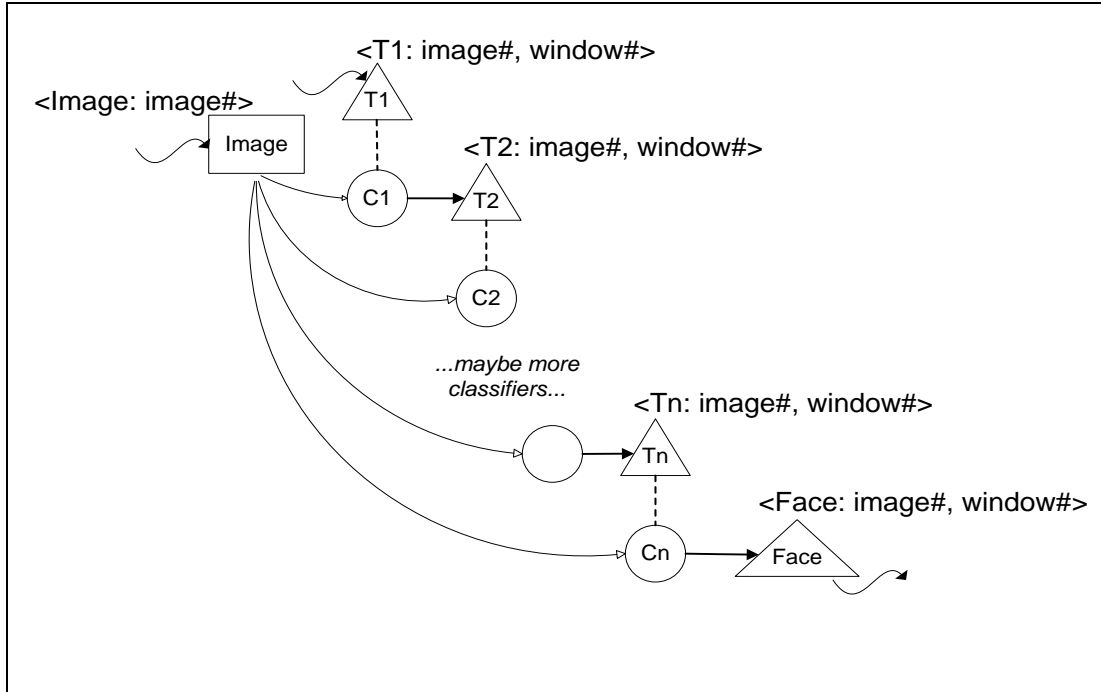 <T1: image#, window#>
T1
<Image: image#>
Image
<T2: image#, window#>
C1
T2
C2
...maybe more
classifiers...
<Tn: image#, window#>
Tn
<Face: image#, window#>
Cn
Face